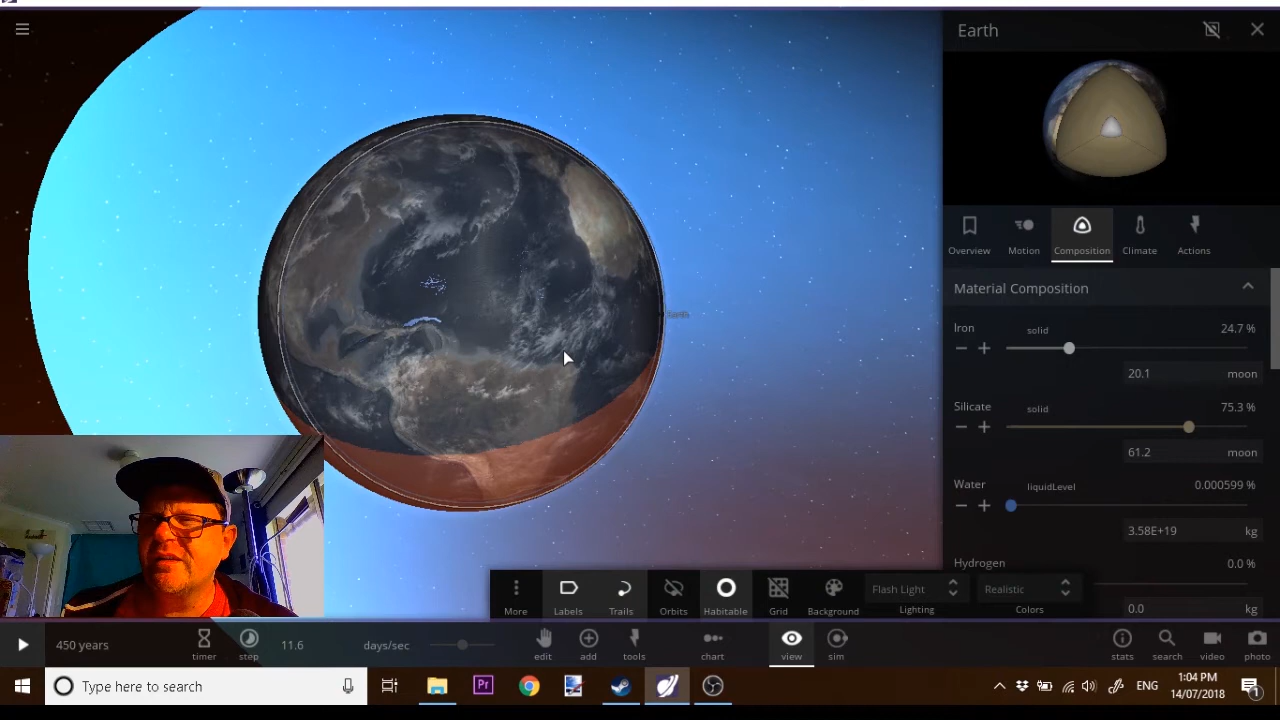 Earth
Overview
Motion
Composition
Climate
Actions
Material Composition
Iron solid 24.7 %
20.1 moon
Silicate solid 75.3 %
61.2 moon
Water liquidLevel 0.000599 %
3.58E+19 kg
Hydrogen 0.0 %
0.0 kg
Earth
More
Labels
Trails
Orbits
Habitable
Grid
Background
Flash Light
Lighting
Realistic
Colors
450 years
timer
step
11.6 days/sec
edit
add
tools
chart
view
sim
stats
search
video
photo
Type here to search
Pr
ENG
1:04 PM
14/07/2018
1